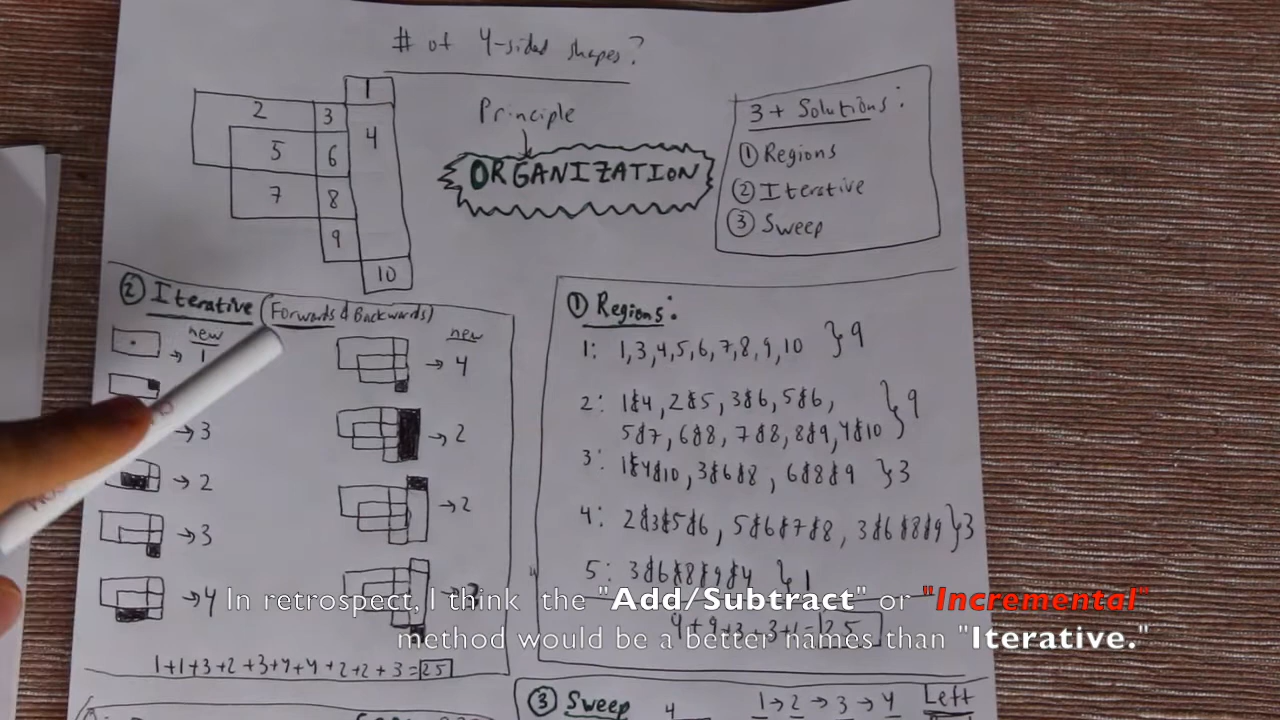 # of 4-sided shapes?
1
2 3 4
5 6
7 8
9
10
Principle
ORGANIZATION
3+ Solutions:
① Regions
② Iterative
③ Sweep
② Iterative (Forwards & Backwards)
new
→ 1
→ 3
→ 2
→ 3
→ 4
new
→ 4
→ 2
→ 2
1+1+3+2+3+4+4+2+2+3=25
① Regions:
1: 1,3,4,5,6,7,8,9,10 } 9
2: 1&4, 2&5, 3&6, 5&6,
5&7, 6&8, 7&8, 8&9, 4&10 } 9
3: 1&4&10, 3&6&8, 6&8&9 } 3
4: 2&3&5&6, 5&6&7&8, 3&6&8&9 } 3
5: 3&6&8&9&4 } 1
9+9+3+3+1=25
In retrospect, I think the "Add/Subtract" or "Incremental"
method would be a better names than "Iterative."
③ Sweep
4
1→2→3→4 Left